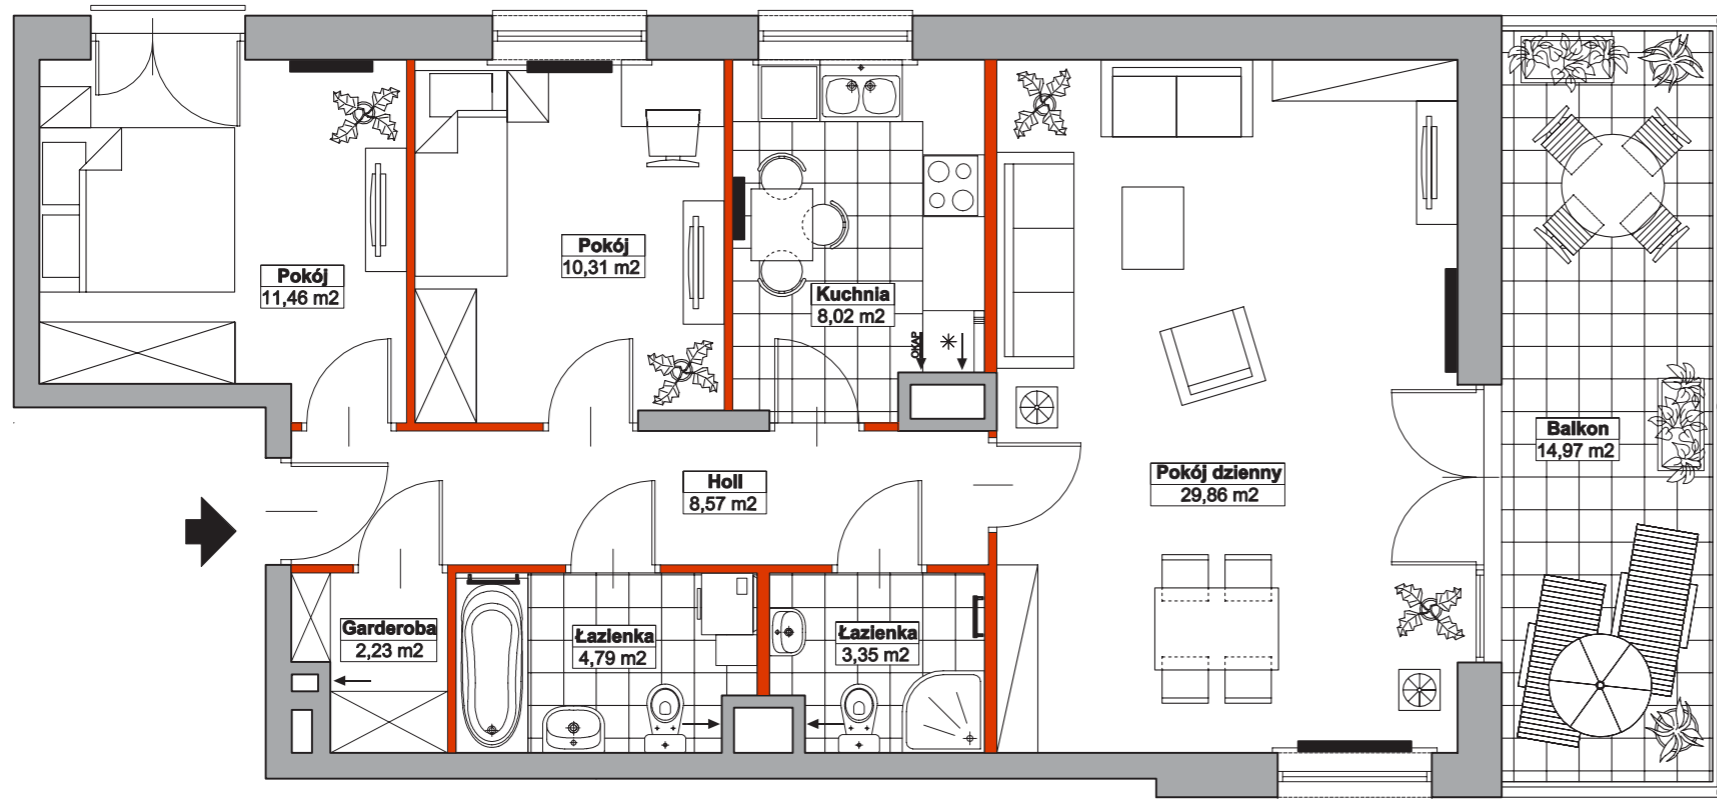 Pokój
11,46 m2
Pokój
10,31 m2
Kuchnia
8,02 m2
OKAP
Holl
8,57 m2
Pokój dzienny
29,86 m2
Balkon
14,97 m2
Garderoba
2,23 m2
Łazienka
4,79 m2
Łazienka
3,35 m2